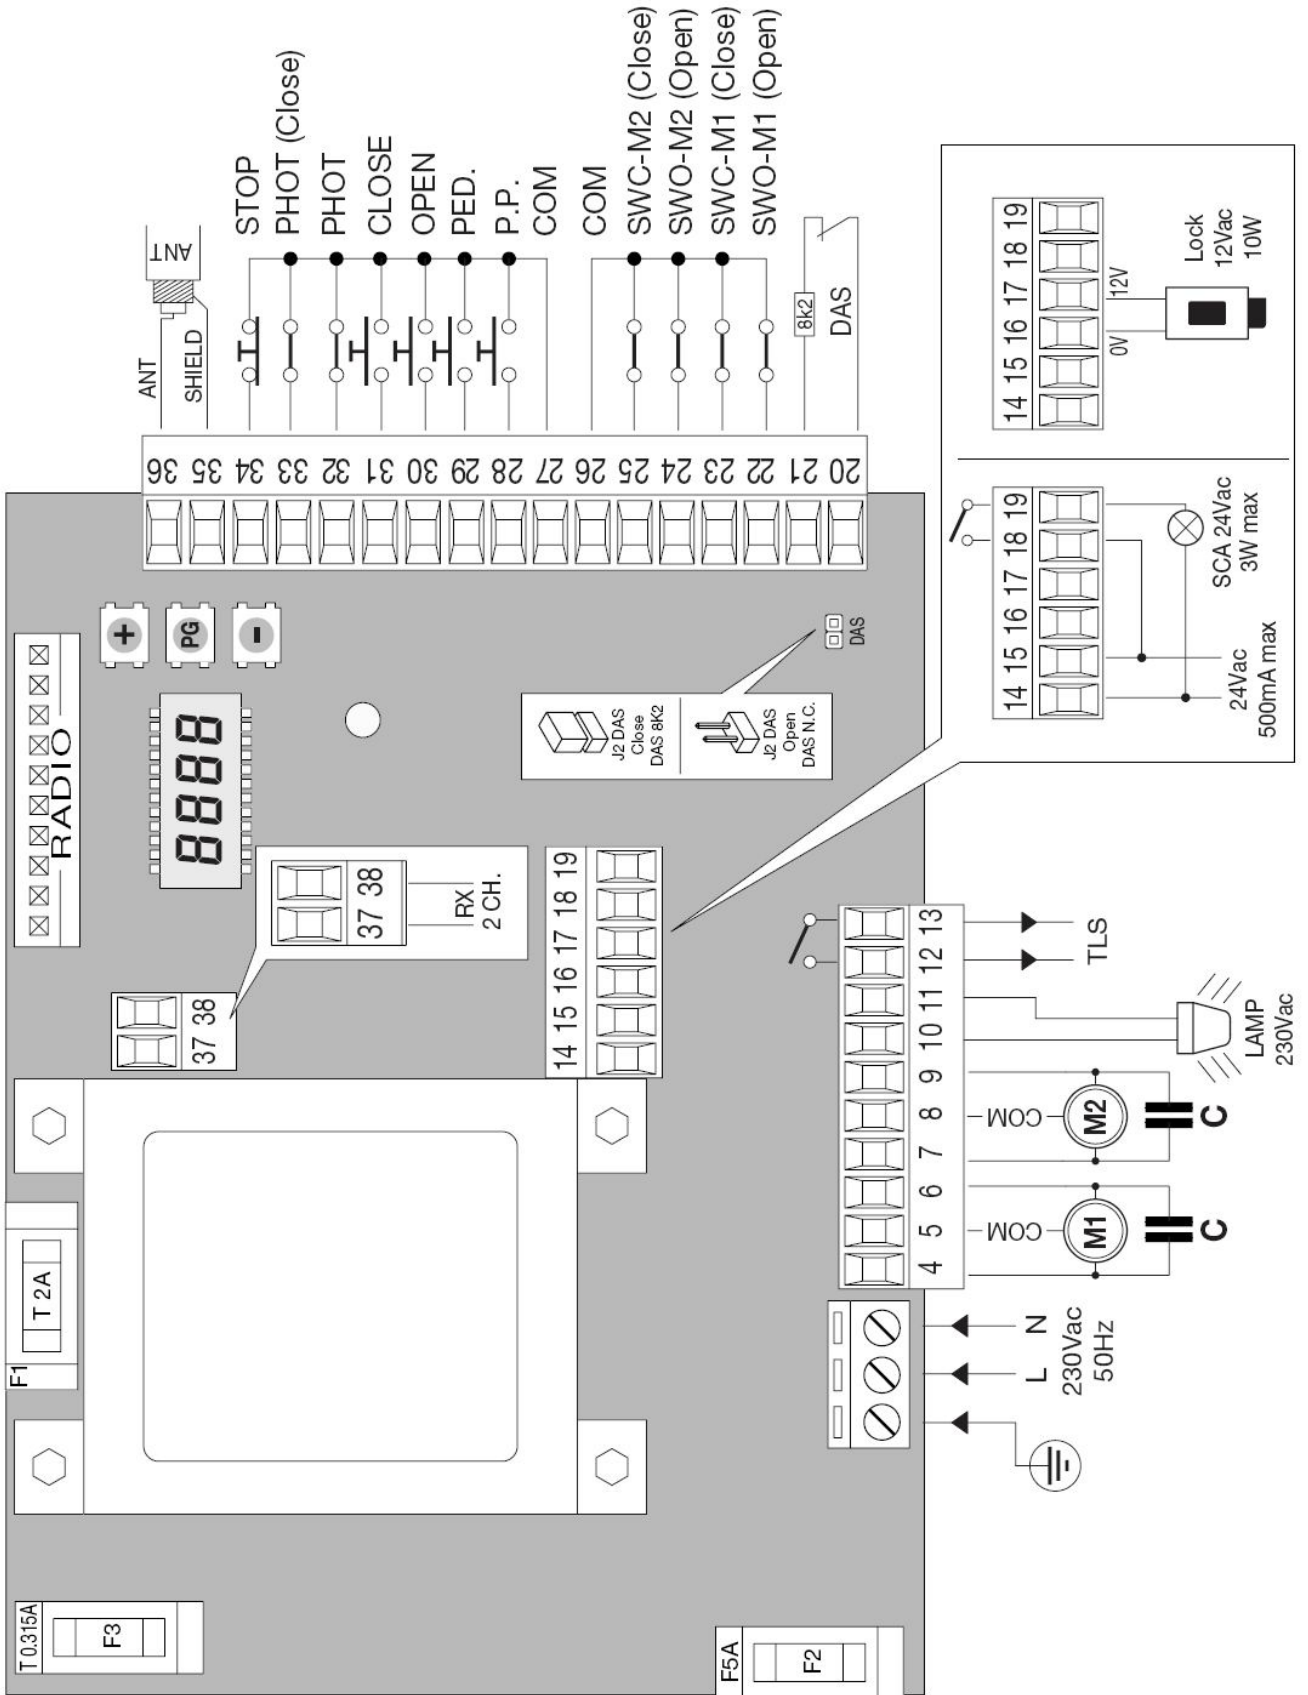 ANT
ANT
SHIELD
STOP
PHOT (Close)
PHOT
CLOSE
OPEN
PED.
P.P.
COM
COM
SWC-M2 (Close)
SWO-M2 (Open)
SWC-M1 (Close)
SWO-M1 (Open)
8k2
DAS
36
35
34
33
32
31
30
29
28
27
26
25
24
23
22
21
20
RADIO
+
PG
-
8888
DAS
J2 DAS
Close
DAS 8K2
J2 DAS
Open
DAS N.C.
37 38
37 38
RX
2 CH.
14 15 16 17 18 19
14 15 16 17 18 19
24Vac
500mA max
SCA 24Vac
3W max
14 15 16 17 18 19
0V
12V
Lock
12Vac
10W
F1
T 2A
T 0.315A
F3
F5A
F2
4 5 6 7 8 9 10 11 12 13
COM
M1
C
COM
M2
C
LAMP
230Vac
TLS
L
N
230Vac
50Hz